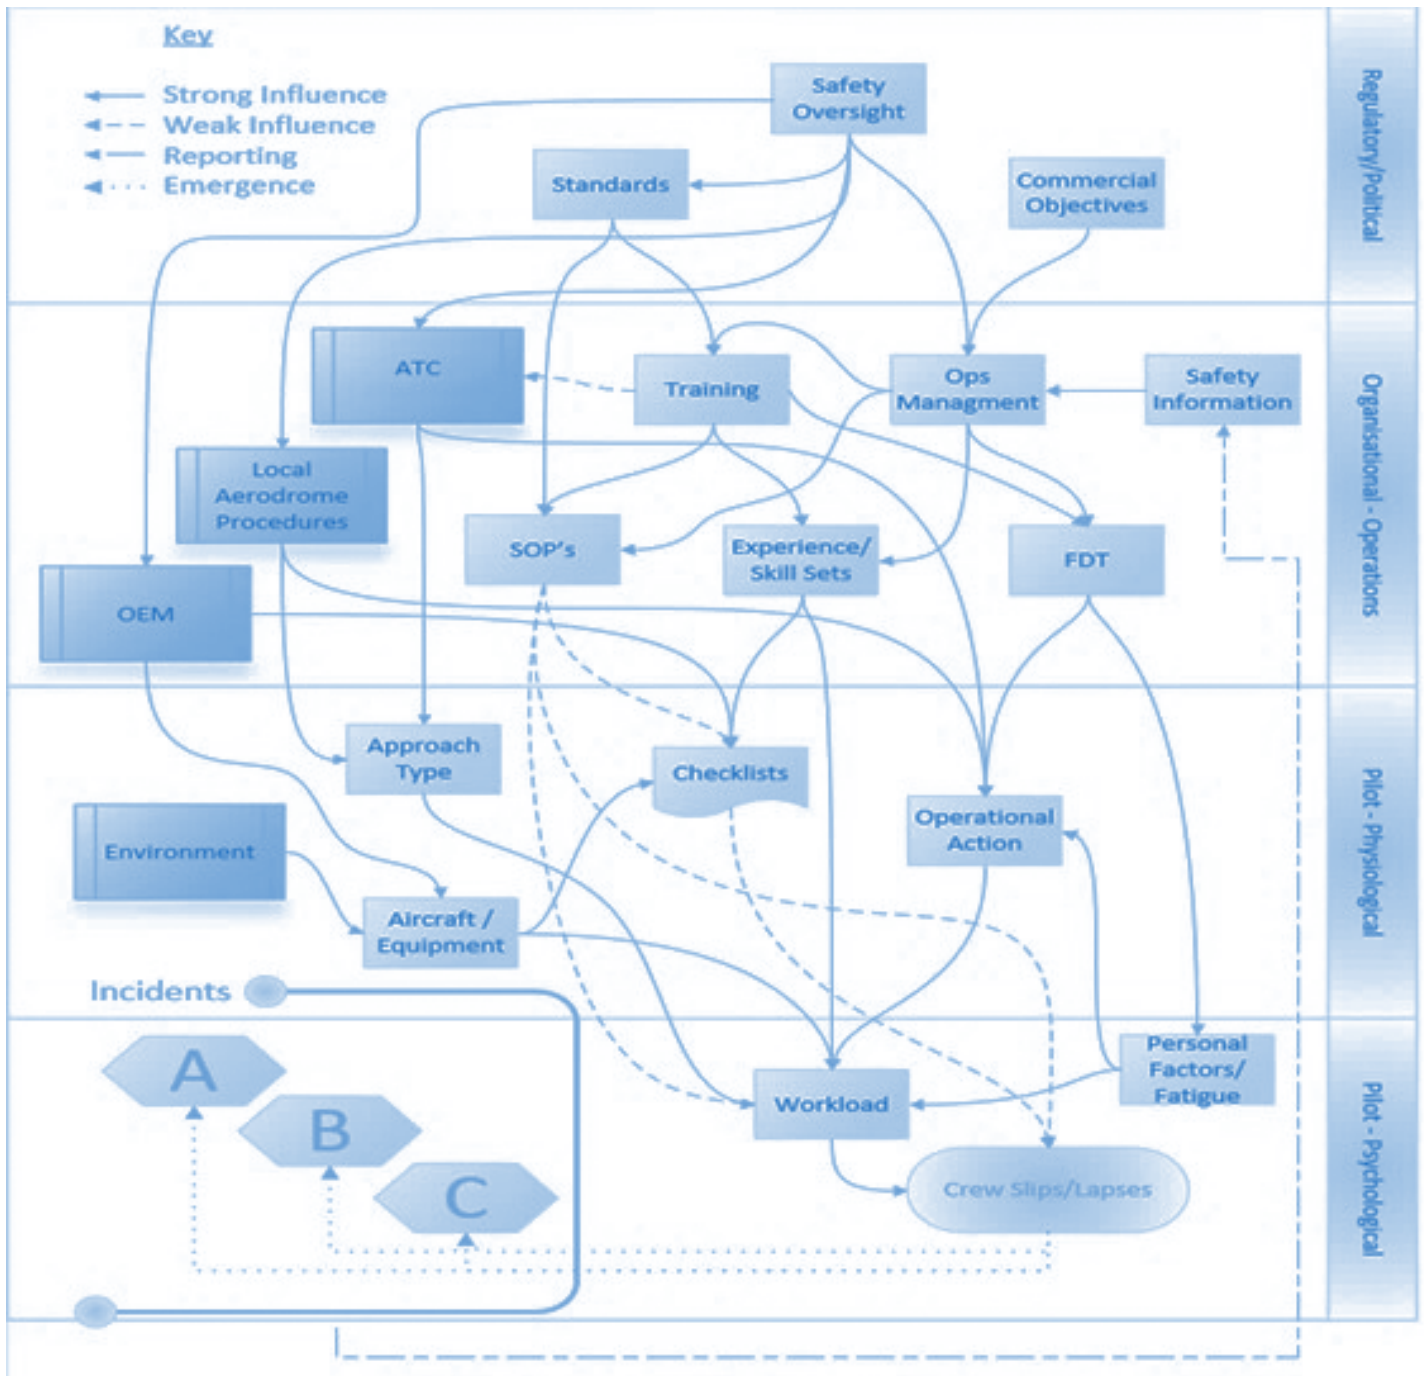 Key
Strong Influence
Weak Influence
Reporting
Emergence
Safety
Oversight
Standards
Commercial
Objectives
Regulatory/Political
ATC
Training
Ops
Managment
Safety
Information
Local
Aerodrome
Procedures
SOP's
Experience/
Skill Sets
FDT
OEM
Organisational - Operations
Approach
Type
Checklists
Operational
Action
Environment
Aircraft /
Equipment
Pilot - Physiological
Incidents
A
B
C
Personal
Factors/
Fatigue
Workload
Crew Slips/Lapses
Pilot - Psychological